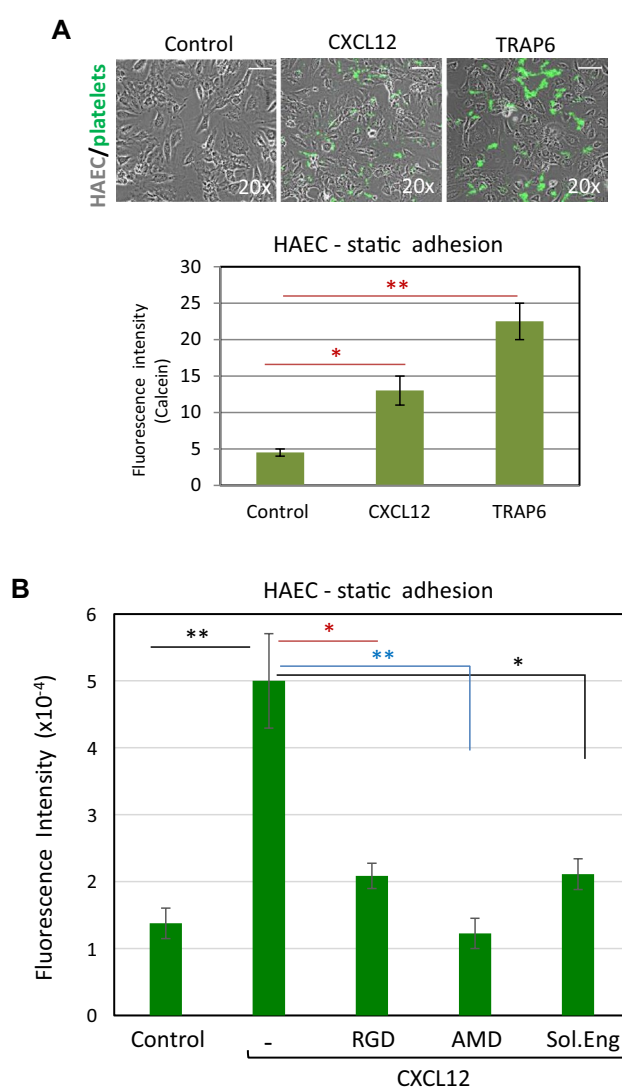 A
Control CXCL12 TRAP6
HAEC/platelets
20x 20x 20x
HAEC - static adhesion
Fluorescence intensity
(Calcein)
30
25
20
15
10
5
0
**
*
Control CXCL12 TRAP6
B
HAEC - static adhesion
Fluorescence Intensity (x10-4)
6
5
4
3
2
1
0
** *
**
*
Control - RGD AMD Sol.Eng
CXCL12